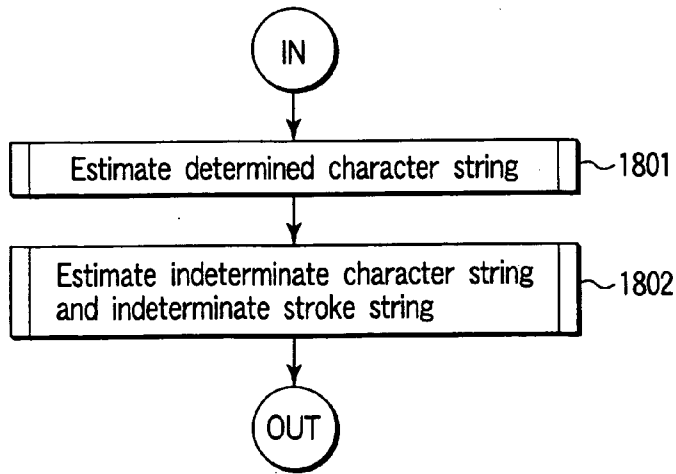 IN
Estimate determined character string
1801
Estimate indeterminate character string
and indeterminate stroke string
1802
OUT